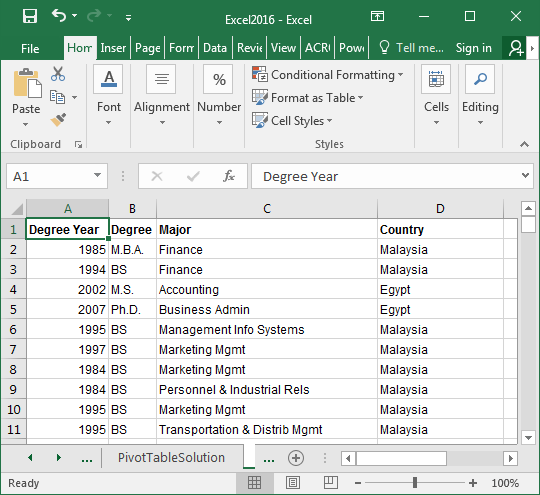 Excel2016 - Excel
File Hom Inser Page Form Data Revie View ACR Powe Tell me... Sign in
Paste Font Alignment Number Conditional Formatting Cells Editing
%
Format as Table
Cell Styles
Clipboard Styles
A1 fx Degree Year
A B C D
1 Degree Year Degree Major Country
2 1985 M.B.A. Finance Malaysia
3 1994 BS Finance Malaysia
4 2002 M.S. Accounting Egypt
5 2007 Ph.D. Business Admin Egypt
6 1995 BS Management Info Systems Malaysia
7 1997 BS Marketing Mgmt Malaysia
8 1984 BS Marketing Mgmt Malaysia
9 1984 BS Personnel & Industrial Rels Malaysia
10 1995 BS Marketing Mgmt Malaysia
11 1995 BS Transportation & Distrib Mgmt Malaysia
... PivotTableSolution ...
Ready 100%